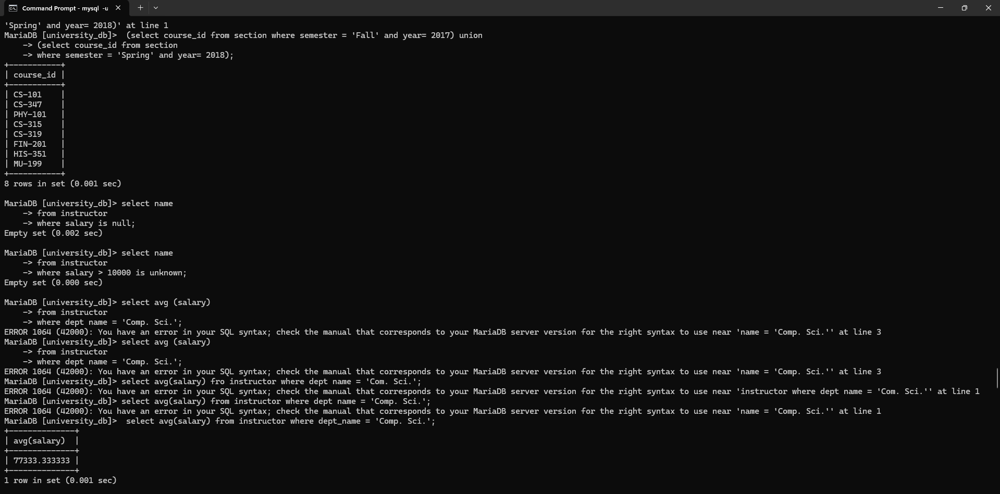 Command Prompt - mysql -u
'Spring' and year= 2018)' at line 1
MariaDB [university_db]>  (select course_id from section where semester = 'Fall' and year= 2017) union
    -> (select course_id from section
    -> where semester = 'Spring' and year= 2018);
+-----------+
| course_id |
+-----------+
| CS-101    |
| CS-347    |
| PHY-101   |
| CS-315    |
| CS-319    |
| FIN-201   |
| HIS-351   |
| MU-199    |
+-----------+
8 rows in set (0.001 sec)
MariaDB [university_db]> select name
    -> from instructor
    -> where salary is null;
Empty set (0.002 sec)
MariaDB [university_db]> select name
    -> from instructor
    -> where salary > 10000 is unknown;
Empty set (0.000 sec)
MariaDB [university_db]> select avg (salary)
    -> from instructor
    -> where dept name = 'Comp. Sci.';
ERROR 1064 (42000): You have an error in your SQL syntax; check the manual that corresponds to your MariaDB server version for the right syntax to use near 'name = 'Comp. Sci.'' at line 3
MariaDB [university_db]> select avg (salary)
    -> from instructor
    -> where dept name = 'Comp. Sci.';
ERROR 1064 (42000): You have an error in your SQL syntax; check the manual that corresponds to your MariaDB server version for the right syntax to use near 'name = 'Comp. Sci.'' at line 3
MariaDB [university_db]> select avg(salary) fro instructor where dept name = 'Com. Sci.';
ERROR 1064 (42000): You have an error in your SQL syntax; check the manual that corresponds to your MariaDB server version for the right syntax to use near 'instructor where dept name = 'Com. Sci.'' at line 1
MariaDB [university_db]> select avg(salary) from instructor where dept name = 'Comp. Sci.';
ERROR 1064 (42000): You have an error in your SQL syntax; check the manual that corresponds to your MariaDB server version for the right syntax to use near 'name = 'Comp. Sci.'' at line 1
MariaDB [university_db]>  select avg(salary) from instructor where dept_name = 'Comp. Sci.';
+--------------+
| avg(salary)  |
+--------------+
| 77333.333333 |
+--------------+
1 row in set (0.001 sec)